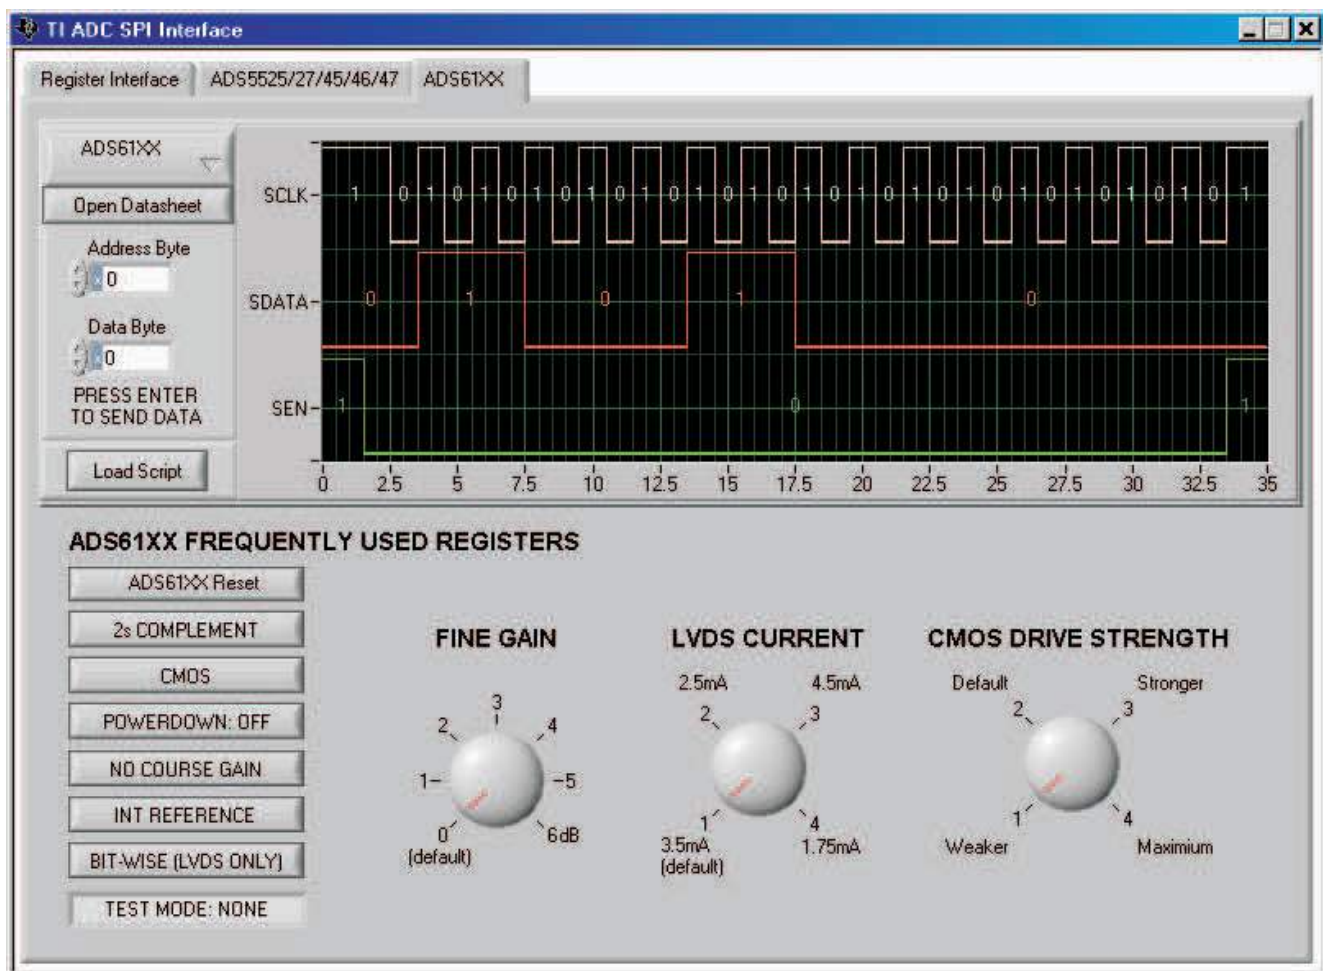 TI ADC SPI Interface
Register Interface ADS5525/27/45/46/47 ADS61XX
ADS61XX
Open Datasheet
Address Byte
x 0
Data Byte
x 0
PRESS ENTER
TO SEND DATA
Load Script
SCLK 1 0 1 0 1 0 1 0 1 0 1 0 1 0 1 0 1 0 1 0 1 0 1 0 1 0 1 0 1 0 1 0 1
SDATA 0 1 0 1 0
SEN 1 0 1
0 2.5 5 7.5 10 12.5 15 17.5 20 22.5 25 27.5 30 32.5 35
ADS61XX FREQUENTLY USED REGISTERS
ADS61XX Reset
2s COMPLEMENT
CMOS
POWERDOWN: OFF
NO COURSE GAIN
INT REFERENCE
BIT-WISE (LVDS ONLY)
TEST MODE: NONE
FINE GAIN
0 1 2 3 4 5 6dB
(default)
LVDS CURRENT
2.5mA 4.5mA
2 3
1 4
3.5mA 1.75mA
(default)
CMOS DRIVE STRENGTH
Default Stronger
2 3
1 4
Weaker Maximium